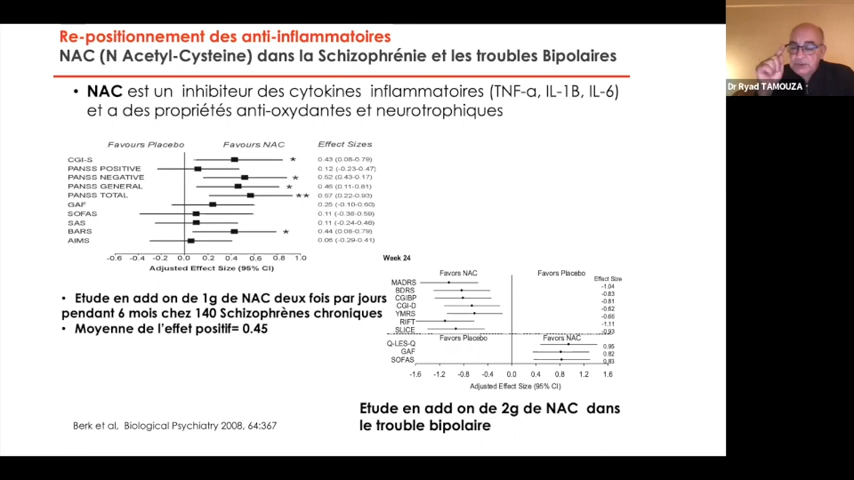 Re-positionnement des anti-inflammatoires
NAC (N Acetyl-Cysteine) dans la Schizophrénie et les troubles Bipolaires
Dr Ryad TAMOUZA
• NAC est un inhibiteur des cytokines inflammatoires (TNF-a, IL-1B, IL-6)
et a des propriétés anti-oxydantes et neurotrophiques
Favours Placebo Favours NAC Effect Sizes
CGI-S * 0.43 (0.08-0.79)
PANSS POSITIVE 0.12 (-0.23-0.47)
PANSS NEGATIVE * 0.52 (0.43-0.17)
PANSS GENERAL * 0.46 (0.11-0.81)
PANSS TOTAL ** 0.57 (0.22-0.93)
GAF 0.25 (-0.10-0.60)
SOFAS 0.11 (-0.38-0.59)
SAS 0.11 (-0.24-0.46)
BARS * 0.44 (0.08-0.79)
AIMS 0.06 (-0.29-0.41)
-0.6 -0.4 -0.2 0.0 0.2 0.4 0.6 0.8 1.0
Adjusted Effect Size (95% CI)
• Etude en add on de 1g de NAC deux fois par jours
pendant 6 mois chez 140 Schizophrènes chroniques
• Moyenne de l'effet positif= 0.45
Week 24
Favors NAC Favors Placebo Effect Size
MADRS -1.04
BDRS -0.83
CGIBP -0.81
CGI-D -0.62
YMRS -0.66
RIFT -1.11
SLICE -0.93
Favors Placebo Favors NAC
Q-LES-Q 0.95
GAF 0.82
SOFAS 0.83
-1.6 -1.2 -0.8 -0.4 0.0 0.4 0.8 1.2 1.6
Adjusted Effect Size (95% CI)
Etude en add on de 2g de NAC dans
le trouble bipolaire
Berk et al, Biological Psychiatry 2008, 64:367